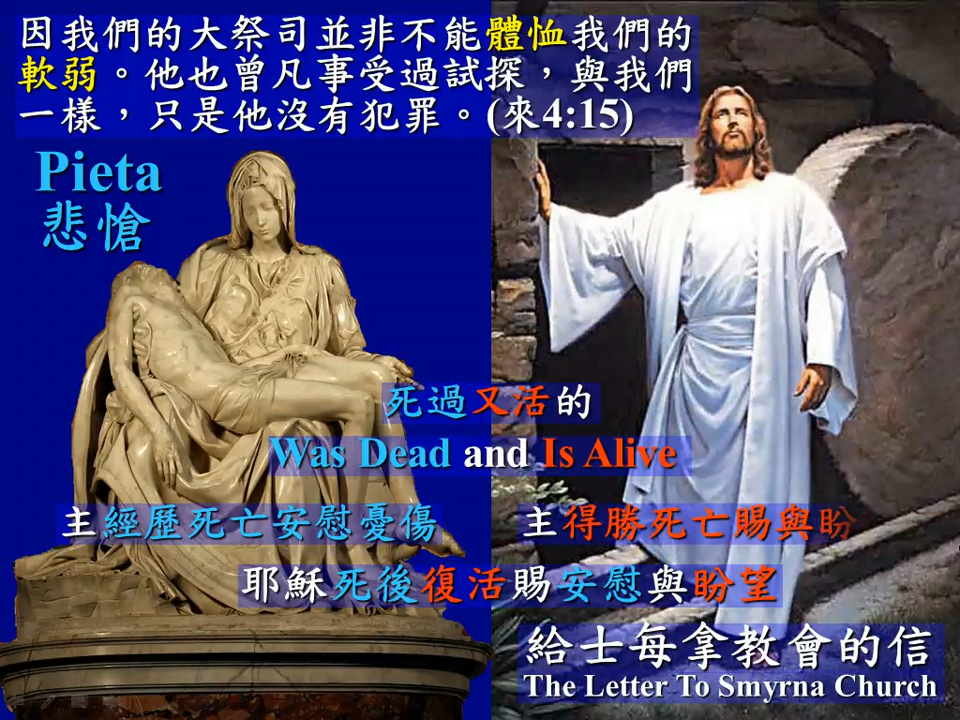 因我們的大祭司並非不能體恤我們的
軟弱。他也曾凡事受過試探，與我們
一樣，只是他沒有犯罪。(來4:15)
Pieta
悲愴
死過又活的
Was Dead and Is Alive
主經歷死亡安慰憂傷
主得勝死亡賜與盼
耶穌死後復活賜安慰與盼望
給士每拿教會的信
The Letter To Smyrna Church